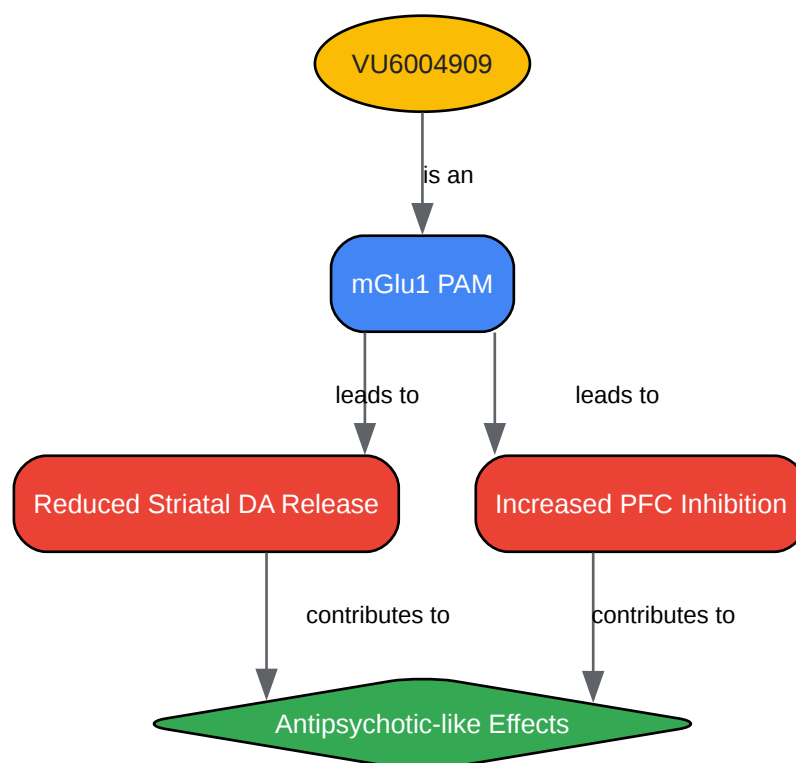 VU6004909
is an
mGlu1 PAM
leads to
leads to
Reduced Striatal DA Release
Increased PFC Inhibition
contributes to
contributes to
Antipsychotic-like Effects